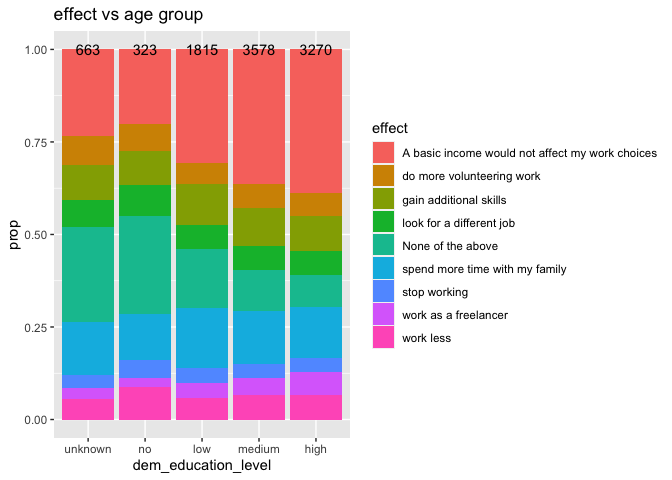 effect vs age group
663 323 1815 3578 3270
1.00
0.75
0.50
0.25
0.00
prop
unknown no low medium high
dem_education_level
effect
A basic income would not affect my work choices
do more volunteering work
gain additional skills
look for a different job
None of the above
spend more time with my family
stop working
work as a freelancer
work less